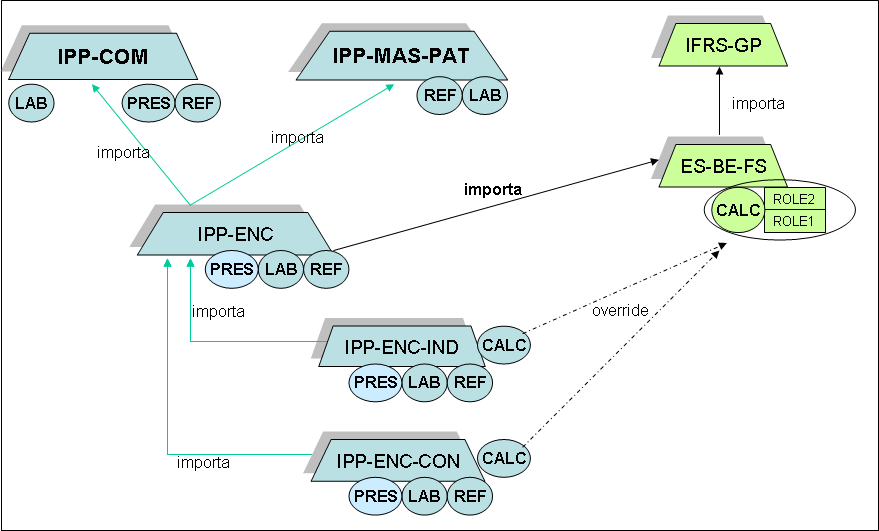 IPP-COM
IPP-MAS-PAT
IFRS-GP
LAB
PRES
REF
REF
LAB
importa
importa
importa
ES-BE-FS
importa
CALC
ROLE2
ROLE1
IPP-ENC
PRES
LAB
REF
importa
override
IPP-ENC-IND
CALC
PRES
LAB
REF
importa
IPP-ENC-CON
CALC
PRES
LAB
REF